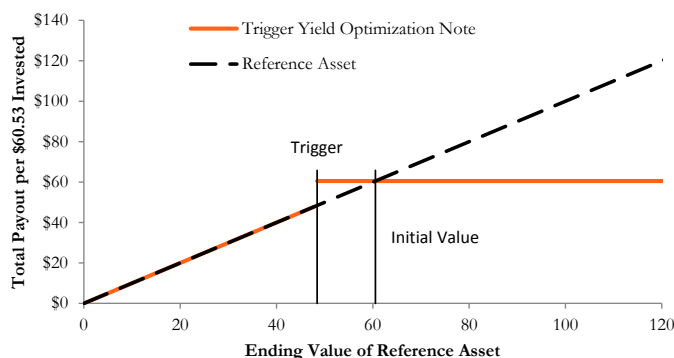 $140
$120
$100
$80
$60
$40
$20
$0
Total Payout per $60.53 Invested
Trigger Yield Optimization Note
Reference Asset
Trigger
Initial Value
0 20 40 60 80 100 120
Ending Value of Reference Asset